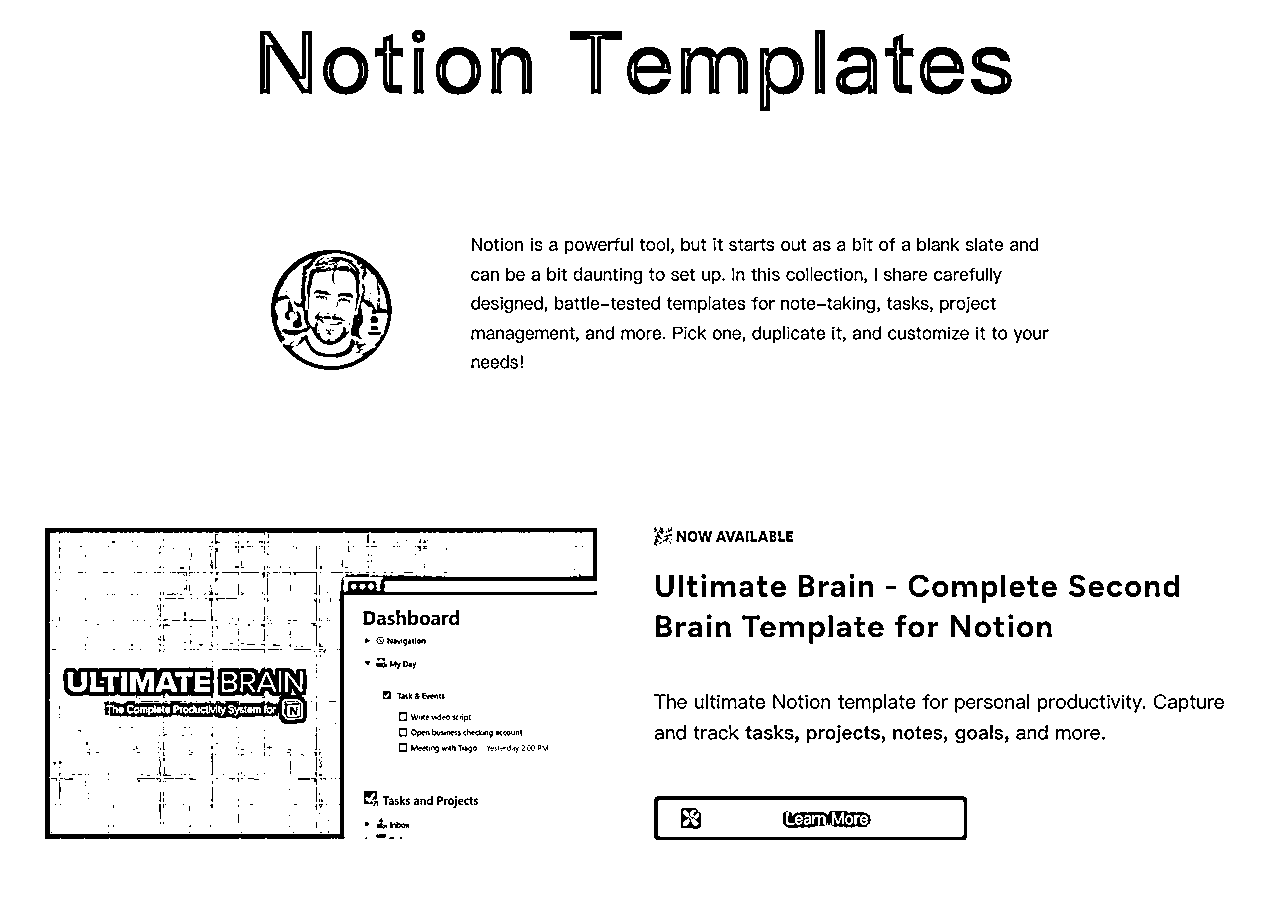 Notion Templates
Notion is a powerful tool, but it starts out as a bit of a blank slate and
can be a bit daunting to set up. In this collection, I share carefully
designed, battle-tested templates for note-taking, tasks, project
management, and more. Pick one, duplicate it, and customize it to your
needs!
ULTIMATE BRAIN
The Complete Productivity System for N
Dashboard
Navigation
My Day
Task & Events
Write video script
Open business checking account
Meeting with Tiago Yesterday 2:00 PM
Tasks and Projects
Inbox
NOW AVAILABLE
Ultimate Brain - Complete Second
Brain Template for Notion
The ultimate Notion template for personal productivity. Capture
and track tasks, projects, notes, goals, and more.
Learn More